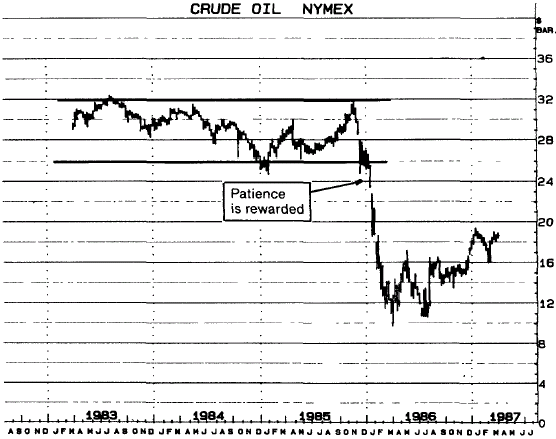 CRUDE OIL NYMEX
$
BAR.
36
32
28
24
20
16
12
8
4
0
Patience
is rewarded
1983 1984 1985 1986 1987
A S O N D J F M A M J J A S O N D J F M A M J J A S O N D J F M A M J J A S O N D J F M A M J J A S O N D J F M A M J J